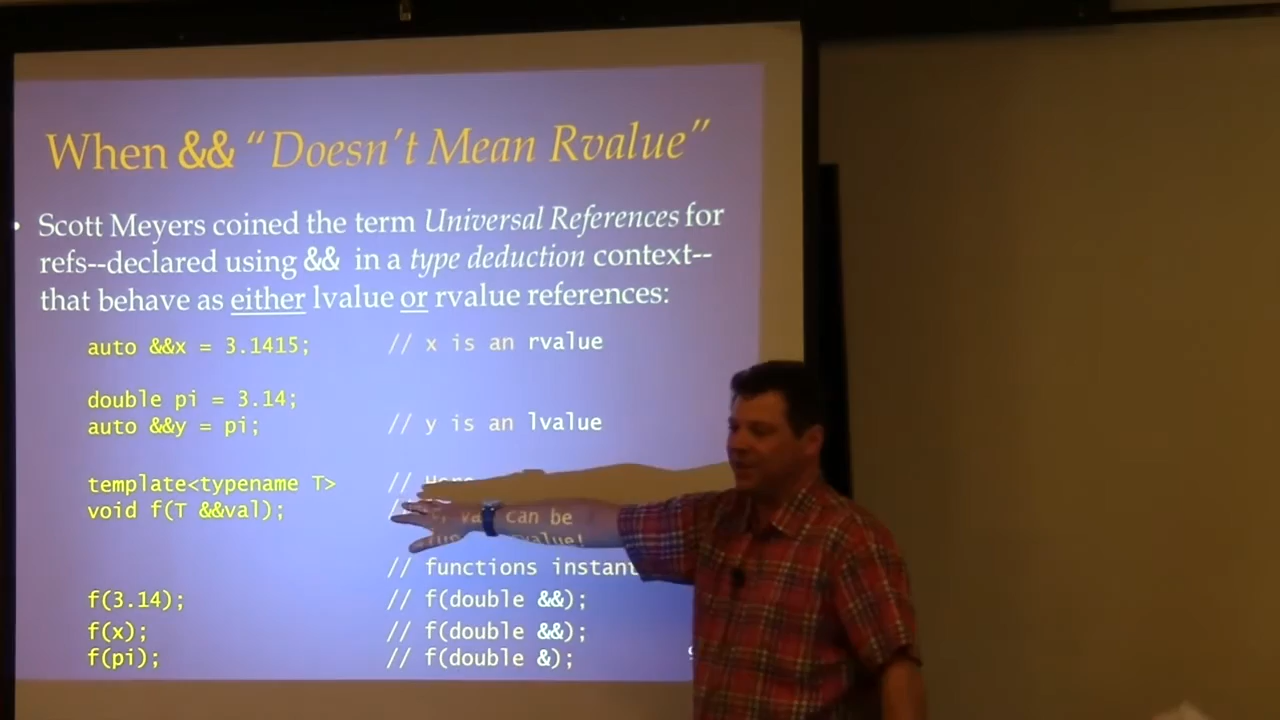 When && “Doesn’t Mean Rvalue”
• Scott Meyers coined the term Universal References for
refs--declared using && in a type deduction context--
that behave as either lvalue or rvalue references:
auto &&x = 3.1415; // x is an rvalue
double pi = 3.14;
auto &&y = pi; // y is an lvalue
template<typename T> //
void f(T &&val); // can be
// functions
f(3.14); // f(double &&);
f(x); // f(double &&);
f(pi); // f(double &);